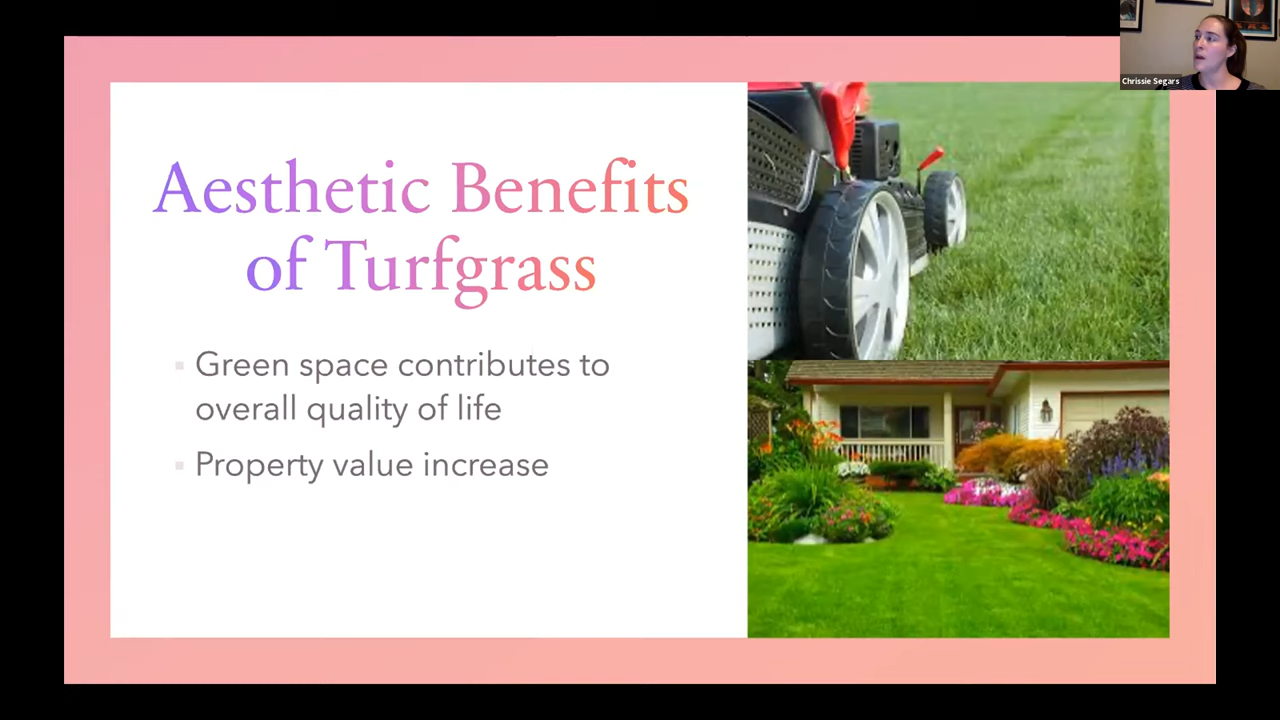 Chrissie Segars
Aesthetic Benefits
of Turfgrass
Green space contributes to
overall quality of life
Property value increase